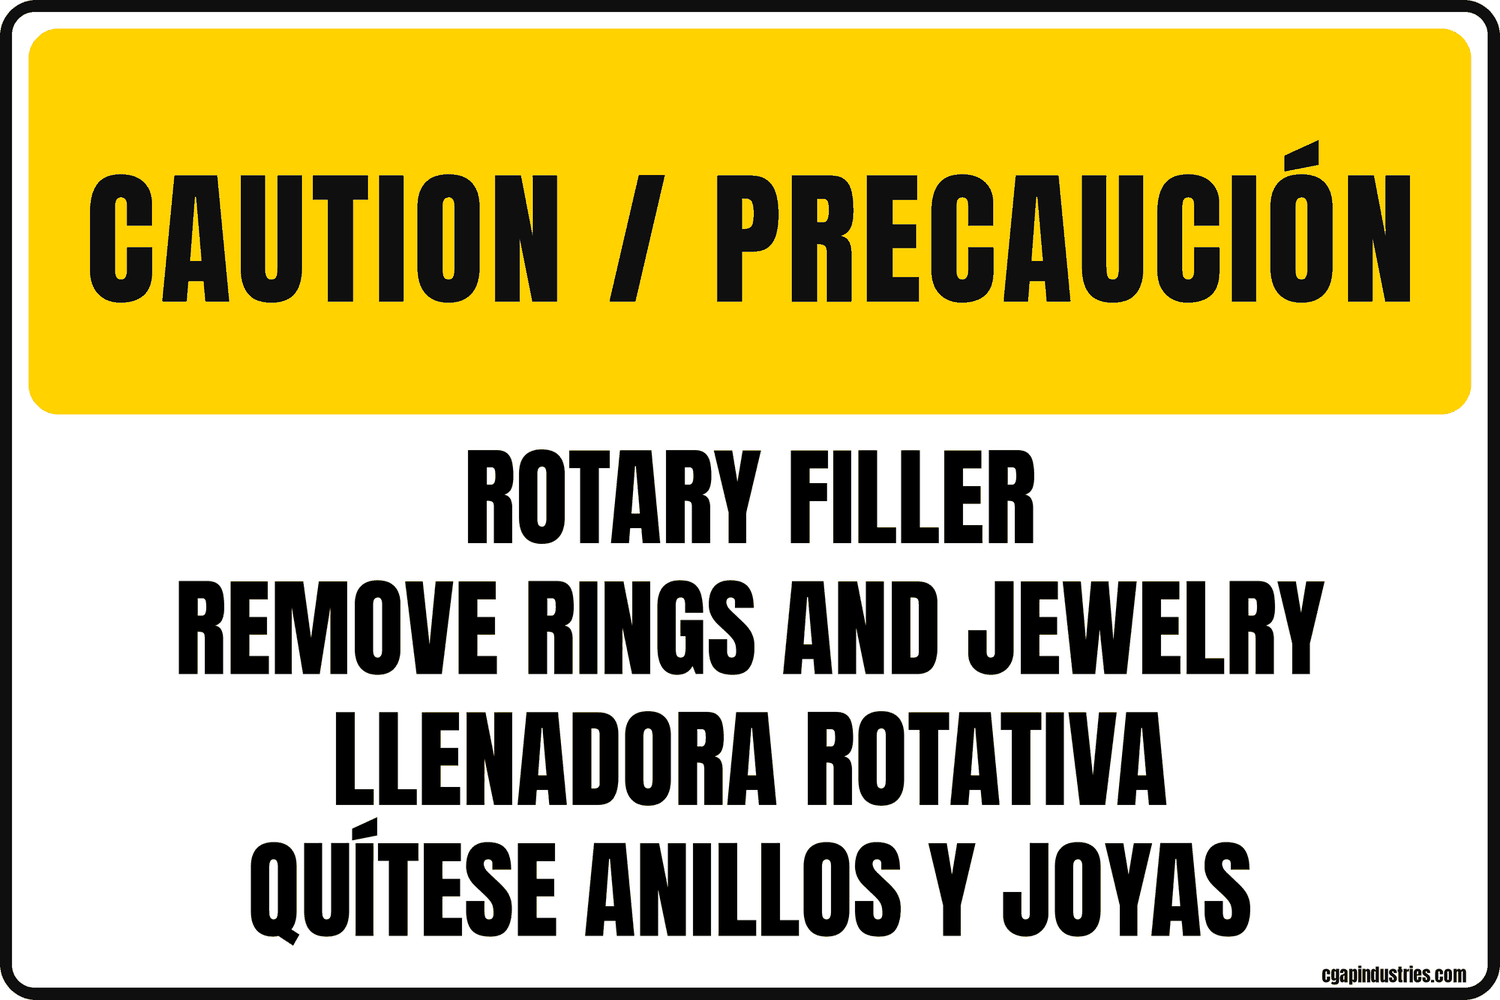 CAUTION / PRECAUCIÓN
ROTARY FILLER
REMOVE RINGS AND JEWELRY
LLENADORA ROTATIVA
QUÍTESE ANILLOS Y JOYAS
cgapindustries.com